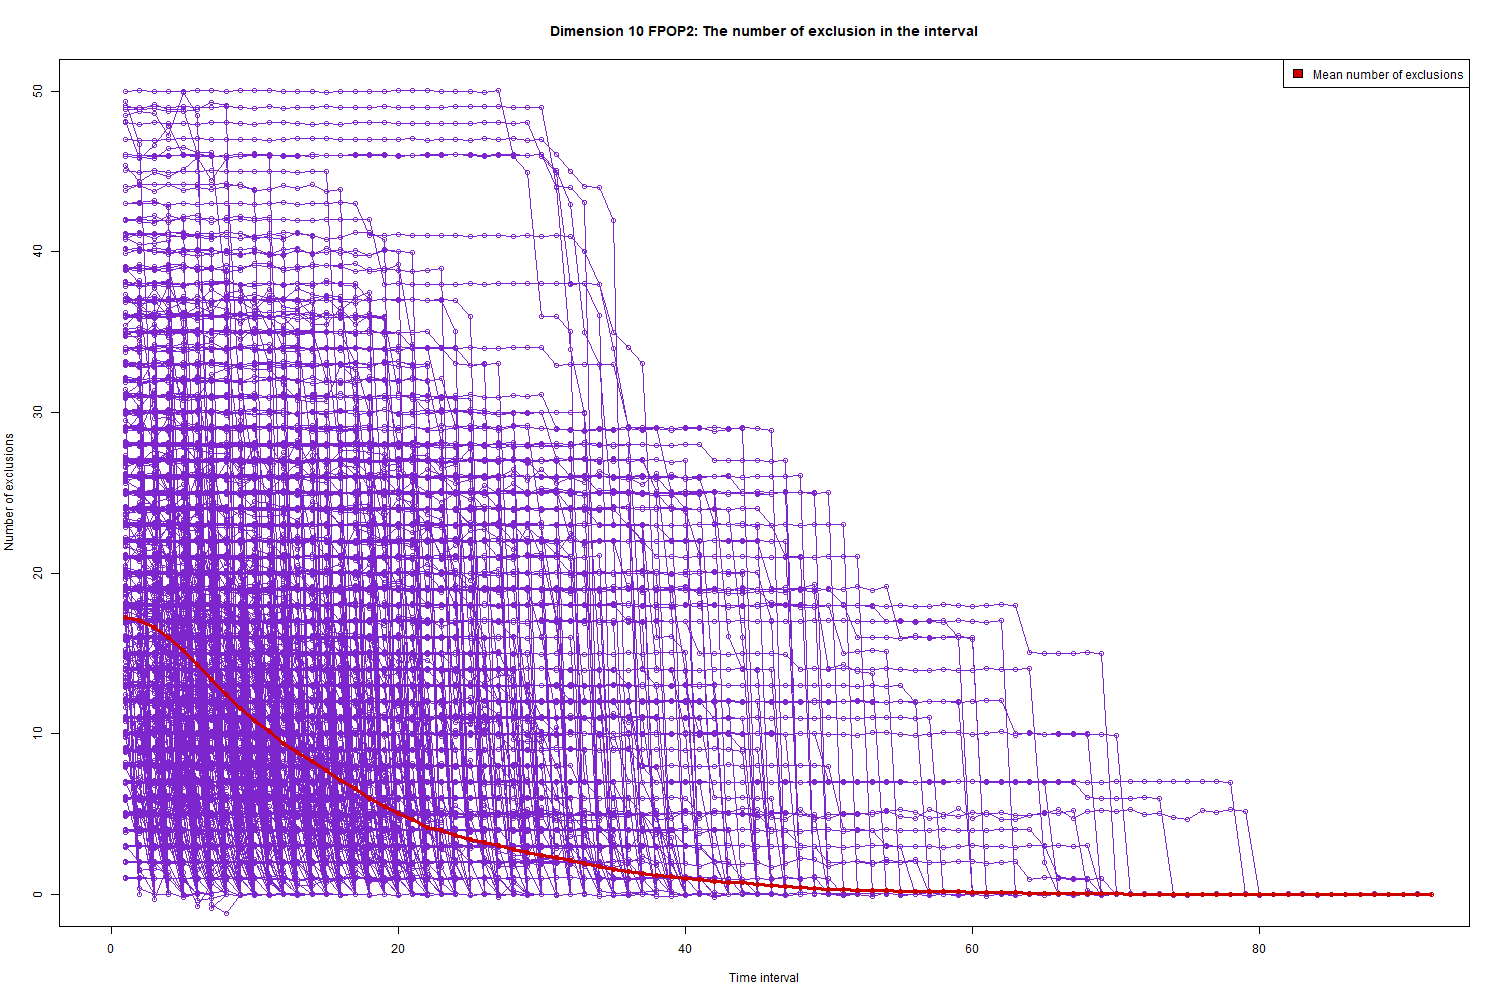 Dimension 10 FPOP2: The number of exclusion in the interval
Mean number of exclusions
Number of exclusions
50
40
30
20
10
0
0 20 40 60 80
Time interval